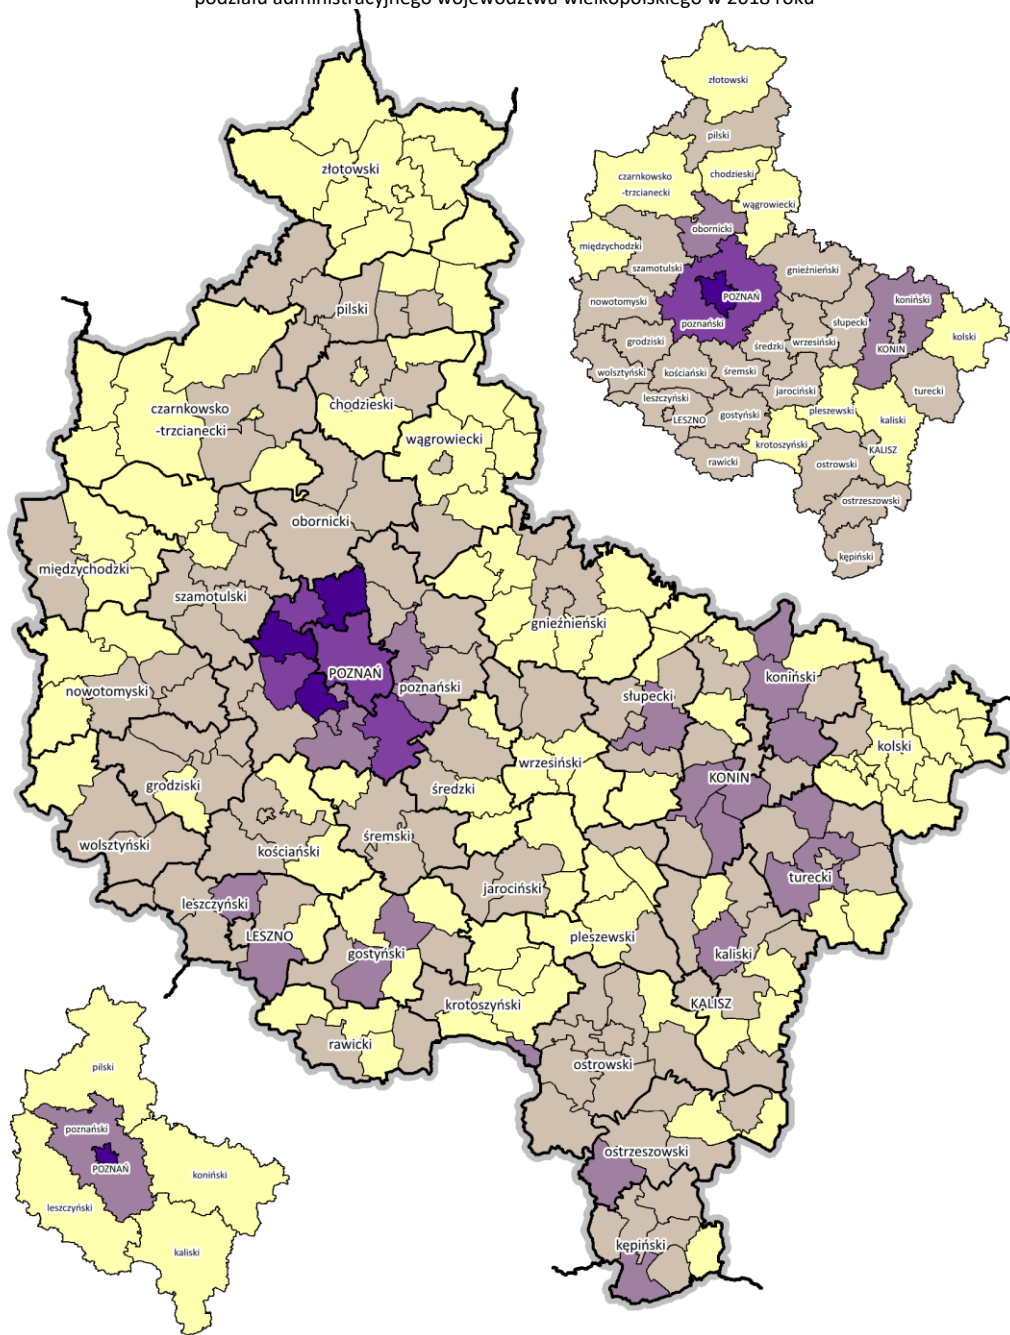 podziału administracyjnego województwa wielkopolskiego w 2018 roku
złotowski
pilski
czarnkowsko
-trzcianecki
chodzieski
wągrowiecki
obornicki
międzychodzki
szamotulski
gnieźnieński
POZNAŃ
poznański
nowotomyski
słupecki
koniński
wrzesiński
KONIN
kolski
grodziski
średzki
wolsztyński
kościański
śremski
jarociński
turecki
leszczyński
LESZNO
gostyński
pleszewski
kaliski
krotoszyński
KALISZ
rawicki
ostrowski
ostrzeszowski
kępiński
złotowski
pilski
chodzieski
wągrowiecki
czarnkowsko
-trzcianecki
obornicki
międzychodzki
szamotulski
gnieźnieński
nowotomyski
POZNAŃ
poznański
słupecki
koniński
kolski
grodziski
średzki
wrzesiński
KONIN
wolsztyński
kościański
śremski
jarociński
turecki
leszczyński
LESZNO
gostyński
pleszewski
kaliski
krotoszyński
KALISZ
rawicki
ostrowski
ostrzeszowski
kępiński
pilski
poznański
POZNAŃ
koniński
leszczyński
kaliski